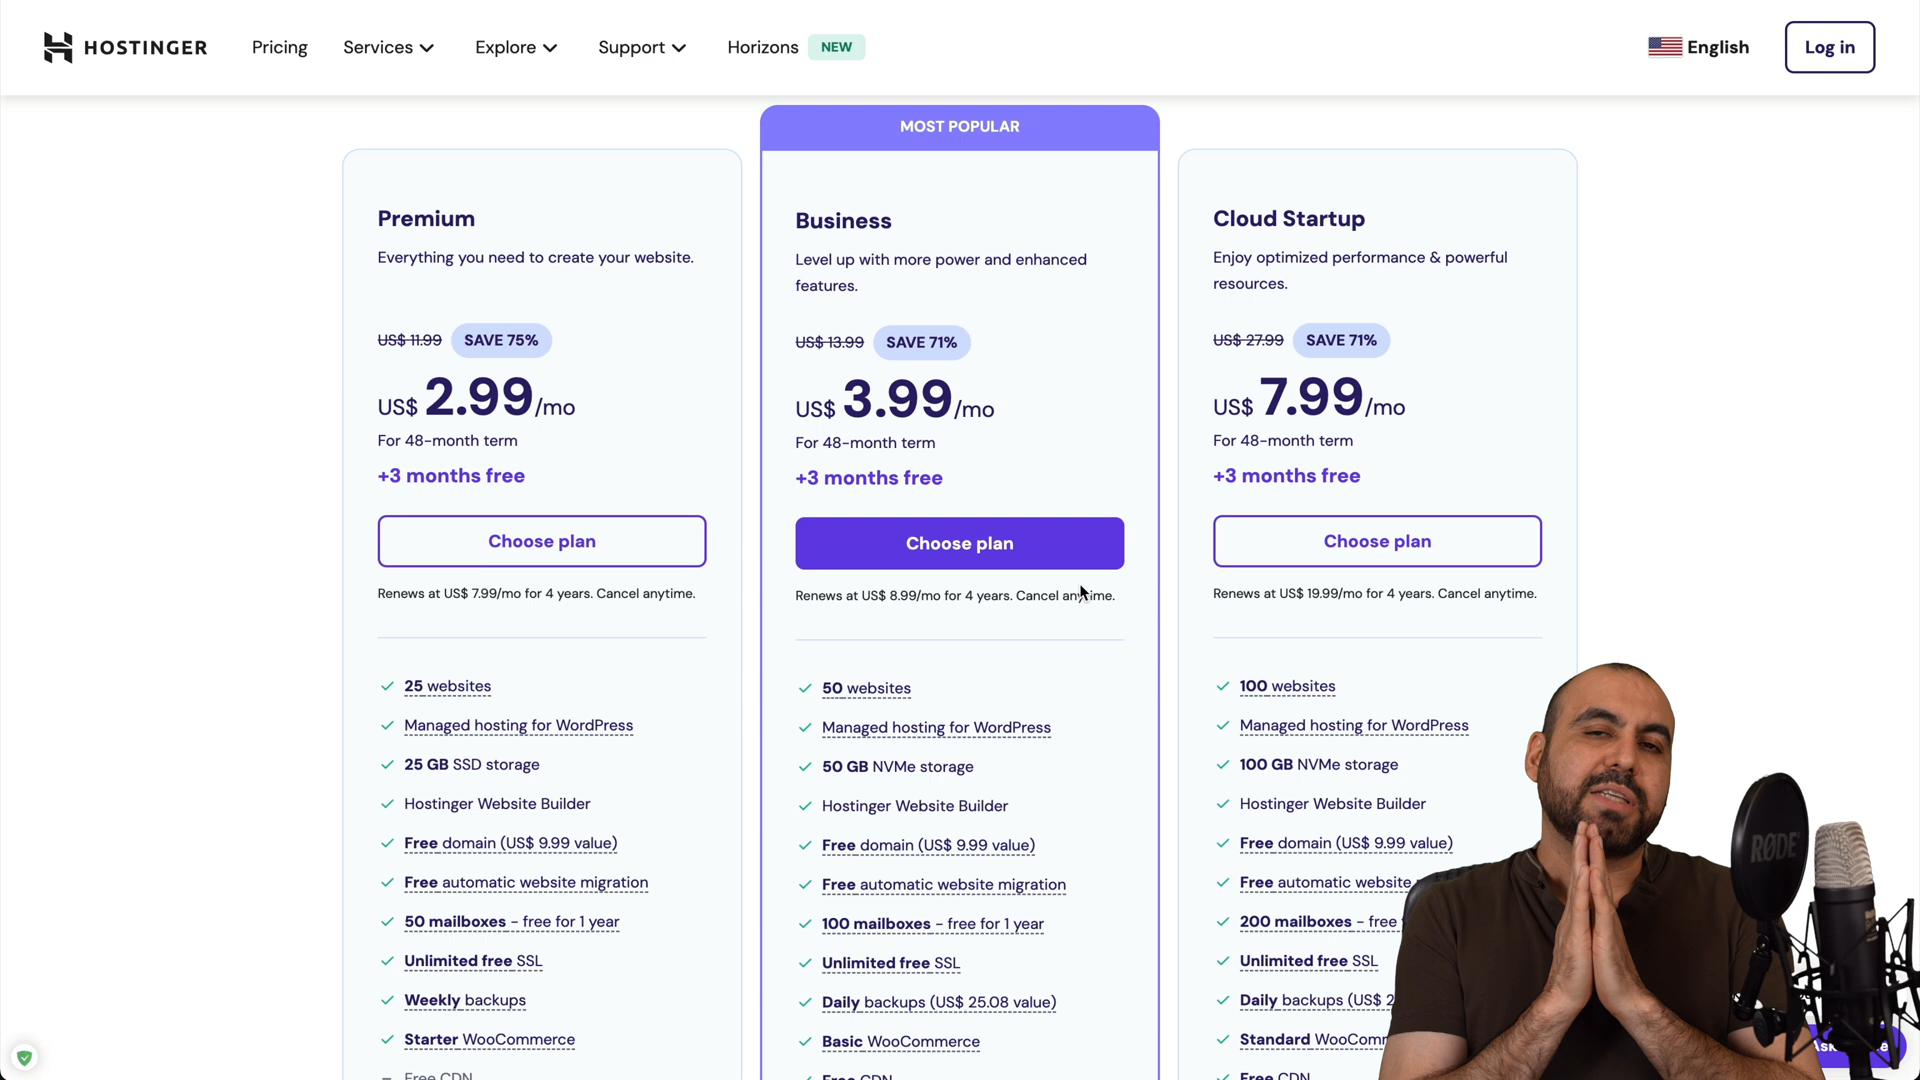 HOSTINGER
Pricing
Services
Explore
Support
Horizons NEW
English
Log in
MOST POPULAR
Premium
Everything you need to create your website.
US$ 11.99 SAVE 75%
US$ 2.99/mo
For 48-month term
+3 months free
Choose plan
Renews at US$ 7.99/mo for 4 years. Cancel anytime.
25 websites
Managed hosting for WordPress
25 GB SSD storage
Hostinger Website Builder
Free domain (US$ 9.99 value)
Free automatic website migration
50 mailboxes - free for 1 year
Unlimited free SSL
Weekly backups
Starter WooCommerce
Free CDN
Business
Level up with more power and enhanced
features.
US$ 13.99 SAVE 71%
US$ 3.99/mo
For 48-month term
+3 months free
Choose plan
Renews at US$ 8.99/mo for 4 years. Cancel anytime.
50 websites
Managed hosting for WordPress
50 GB NVMe storage
Hostinger Website Builder
Free domain (US$ 9.99 value)
Free automatic website migration
100 mailboxes - free for 1 year
Unlimited free SSL
Daily backups (US$ 25.08 value)
Basic WooCommerce
Free CDN
Cloud Startup
Enjoy optimized performance & powerful
resources.
US$ 27.99 SAVE 71%
US$ 7.99/mo
For 48-month term
+3 months free
Choose plan
Renews at US$ 19.99/mo for 4 years. Cancel anytime.
100 websites
Managed hosting for WordPress
100 GB NVMe storage
Hostinger Website Builder
Free domain (US$ 9.99 value)
Free automatic website
200 mailboxes - free
Unlimited free SSL
Daily backups (US$ 2
Standard WooComm
Free CDN
RØDE